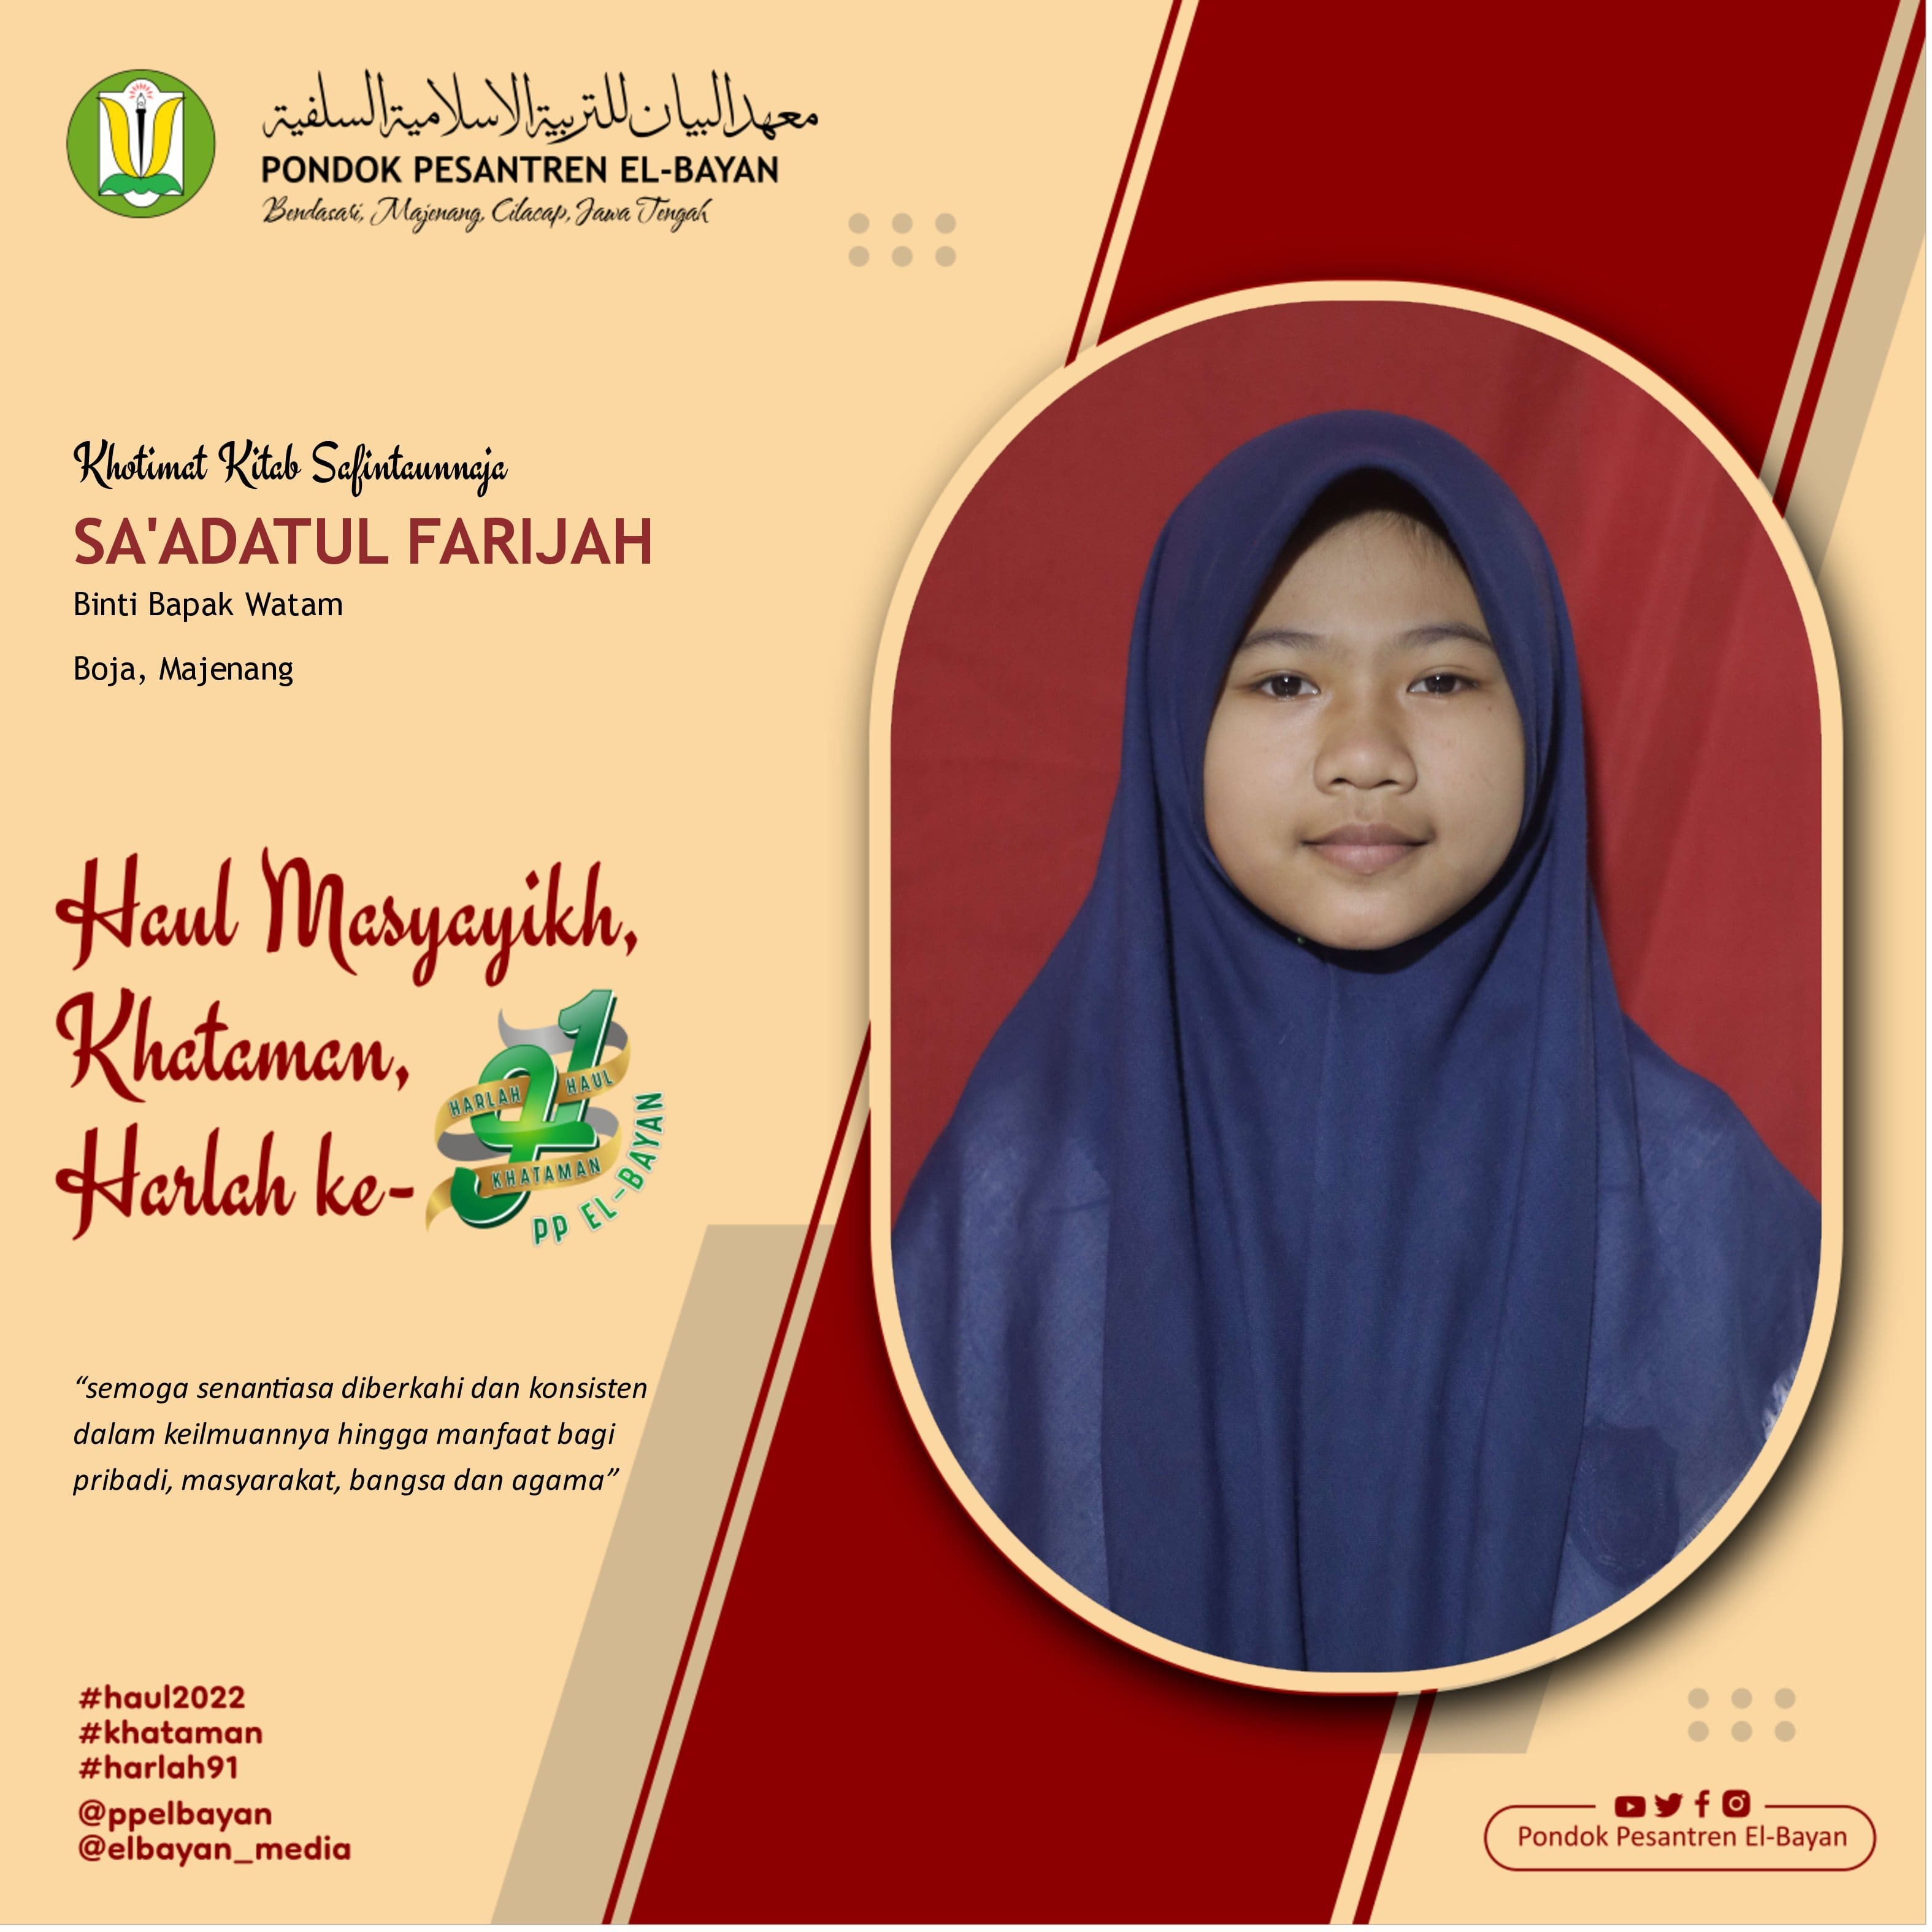 معهد البيان للتربية الاسلامية السلفية
PONDOK PESANTREN EL-BAYAN
Bendasari, Majenang, Cilacap, Jawa Tengah
Khotimat Kitab Safintaunnaja
SA'ADATUL FARIJAH
Binti Bapak Watam
Boja, Majenang
Haul Masyayikh,
Khataman,
Harlah ke-
91
HARLAH HAUL
KHATAMAN
PP EL-BAYAN
“semoga senantiasa diberkahi dan konsisten
dalam keilmuannya hingga manfaat bagi
pribadi, masyarakat, bangsa dan agama”
#haul2022
#khataman
#harlah91
@ppelbayan
@elbayan_media
Pondok Pesantren El-Bayan